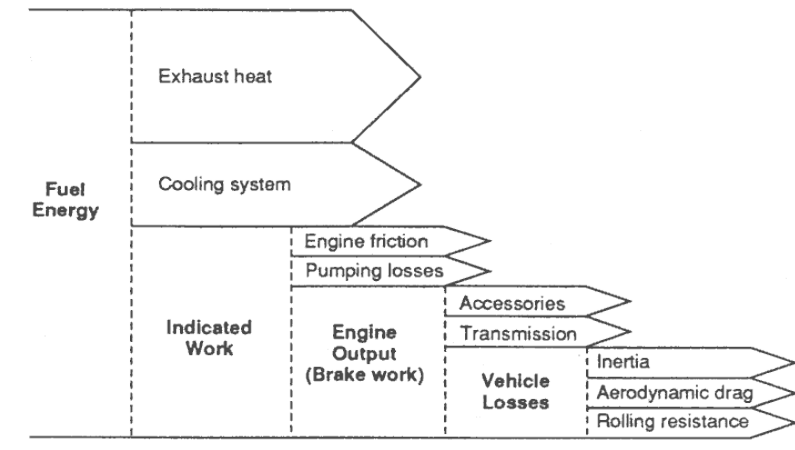 Exhaust heat
Cooling system
Fuel
Energy
Engine friction
Pumping losses
Indicated
Work
Engine
Output
(Brake work)
Accessories
Transmission
Vehicle
Losses
Inertia
Aerodynamic drag
Rolling resistance